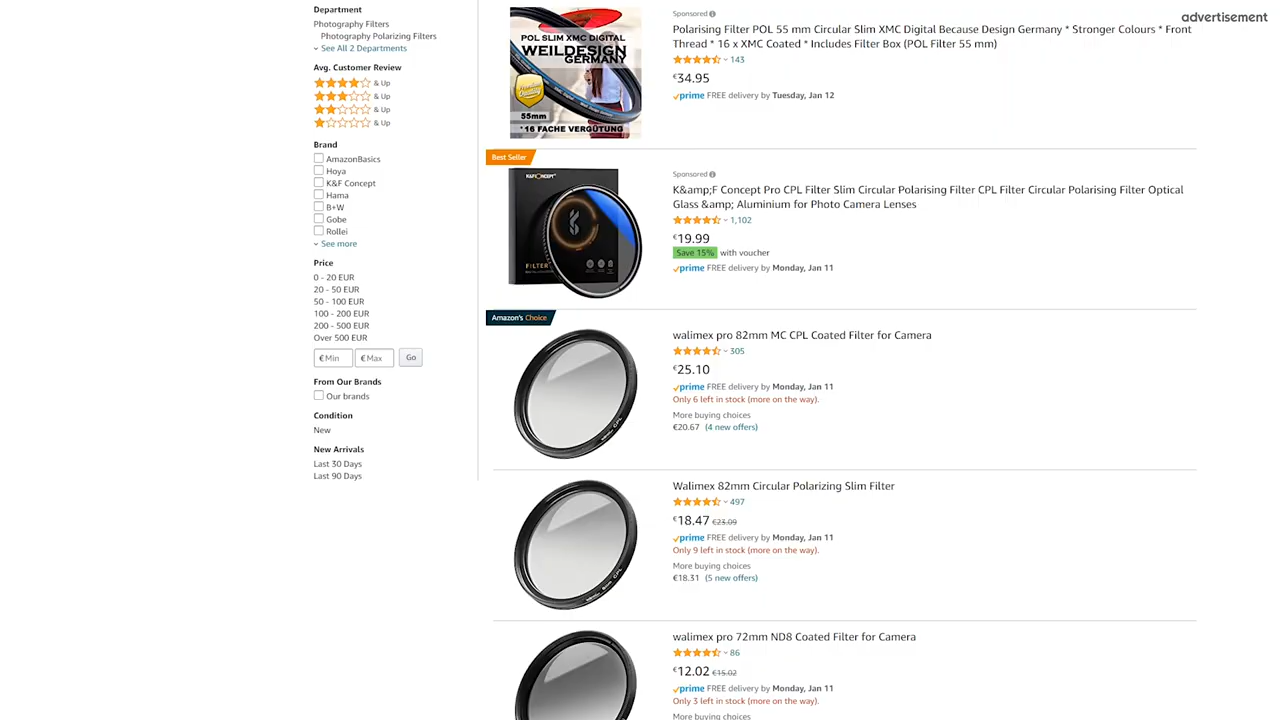 advertisement
Department
Photography Filters
Photography Polarizing Filters
See All 2 Departments
Avg. Customer Review
& Up
& Up
& Up
& Up
Brand
AmazonBasics
Hoya
K&F Concept
Hama
B+W
Gobe
Rollei
See more
Price
0 - 20 EUR
20 - 50 EUR
50 - 100 EUR
100 - 200 EUR
200 - 500 EUR
Over 500 EUR
€ Min € Max Go
From Our Brands
Our brands
Condition
New
New Arrivals
Last 30 Days
Last 90 Days
POL SLIM XMC DIGITAL
WEILDESIGN
GERMANY
55mm
*16 FACHE VERGÜTUNG
Sponsored
Polarising Filter POL 55 mm Circular Slim XMC Digital Because Design Germany * Stronger Colours * Front
Thread * 16 x XMC Coated * Includes Filter Box (POL Filter 55 mm)
143
€34.95
prime FREE delivery by Tuesday, Jan 12
Best Seller
K&F CONCEPT
FILTER
Sponsored
K&amp;F Concept Pro CPL Filter Slim Circular Polarising Filter CPL Filter Circular Polarising Filter Optical
Glass &amp; Aluminium for Photo Camera Lenses
1,102
€19.99
Save 15% with voucher
prime FREE delivery by Monday, Jan 11
Amazon's Choice
walimex pro 82mm MC CPL Coated Filter for Camera
305
€25.10
prime FREE delivery by Monday, Jan 11
Only 6 left in stock (more on the way).
More buying choices
€20.67 (4 new offers)
Walimex 82mm Circular Polarizing Slim Filter
497
€18.47 €23.09
prime FREE delivery by Monday, Jan 11
Only 9 left in stock (more on the way).
More buying choices
€18.31 (5 new offers)
walimex pro 72mm ND8 Coated Filter for Camera
86
€12.02 €15.02
prime FREE delivery by Monday, Jan 11
Only 3 left in stock (more on the way).
More buying choices